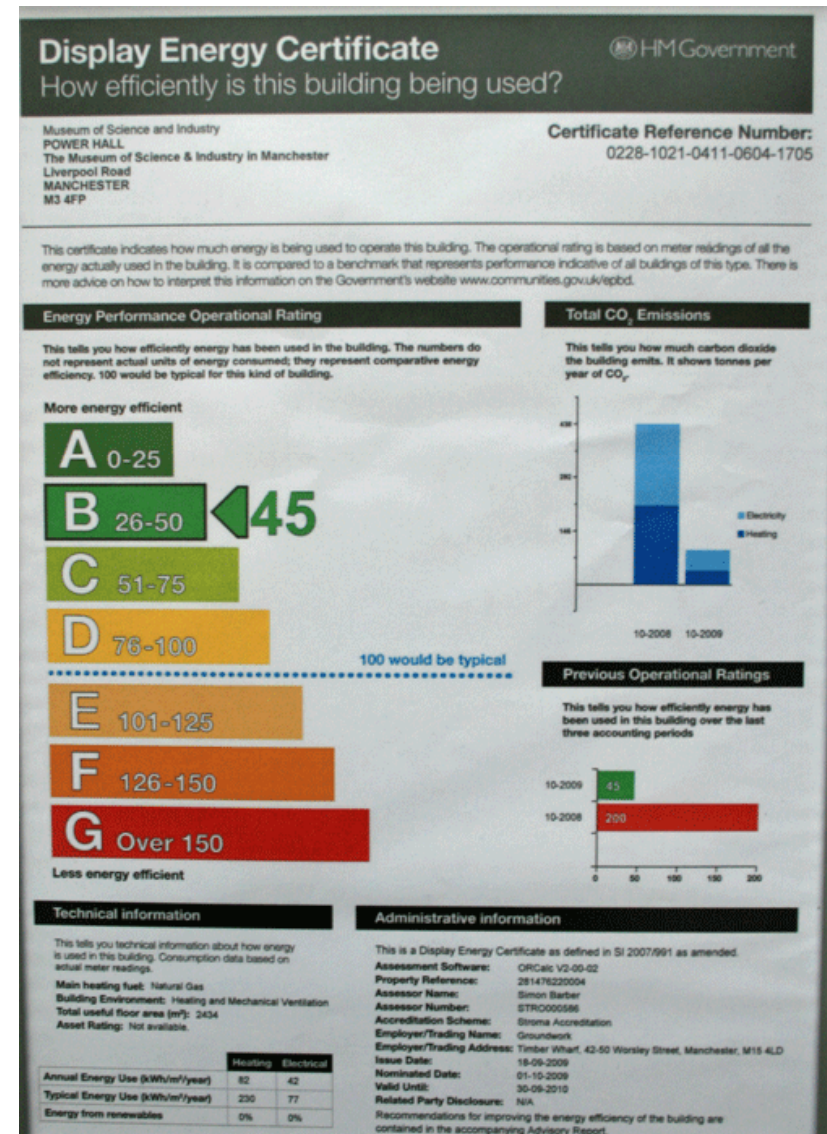 Display Energy Certificate
How efficiently is this building being used?
HM Government
Museum of Science and Industry
POWER HALL
The Museum of Science & Industry in Manchester
Liverpool Road
MANCHESTER
M3 4FP
Certificate Reference Number:
0228-1021-0411-0604-1705
This certificate indicates how much energy is being used to operate this building. The operational rating is based on meter readings of all the
energy actually used in the building. It is compared to a benchmark that represents performance indicative of all buildings of this type. There is
more advice on how to interpret this information on the Government's website www.communities.gov.uk/epbd.
Energy Performance Operational Rating
This tells you how efficiently energy has been used in the building. The numbers do
not represent actual units of energy consumed; they represent comparative energy
efficiency. 100 would be typical for this kind of building.
More energy efficient
A 0-25
B 26-50
45
C 51-75
D 76-100
100 would be typical
E 101-125
F 126-150
G Over 150
Less energy efficient
Total CO₂ Emissions
This tells you how much carbon dioxide
the building emits. It shows tonnes per
year of CO₂.
438
292
146
Electricity
Heating
10-2008 10-2009
Previous Operational Ratings
This tells you how efficiently energy has
been used in this building over the last
three accounting periods
10-2009 45
10-2008 200
0 50 100 150 200
Technical information
This tells you technical information about how energy
is used in this building. Consumption data based on
actual meter readings.
Main heating fuel: Natural Gas
Building Environment: Heating and Mechanical Ventilation
Total useful floor area (m²): 2434
Asset Rating: Not available.
Heating Electrical
Annual Energy Use (kWh/m²/year) 82 42
Typical Energy Use (kWh/m²/year) 230 77
Energy from renewables 0% 0%
Administrative information
This is a Display Energy Certificate as defined in SI 2007/991 as amended.
Assessment Software: ORCalc V2-00-02
Property Reference: 281476220004
Assessor Name: Simon Barber
Assessor Number: STRO000586
Accreditation Scheme: Stroma Accreditation
Employer/Trading Name: Groundwork
Employer/Trading Address: Timber Wharf, 42-50 Worsley Street, Manchester, M15 4LD
Issue Date: 18-09-2009
Nominated Date: 01-10-2009
Valid Until: 30-09-2010
Related Party Disclosure: N/A
Recommendations for improving the energy efficiency of the building are
contained in the accompanying Advisory Report.